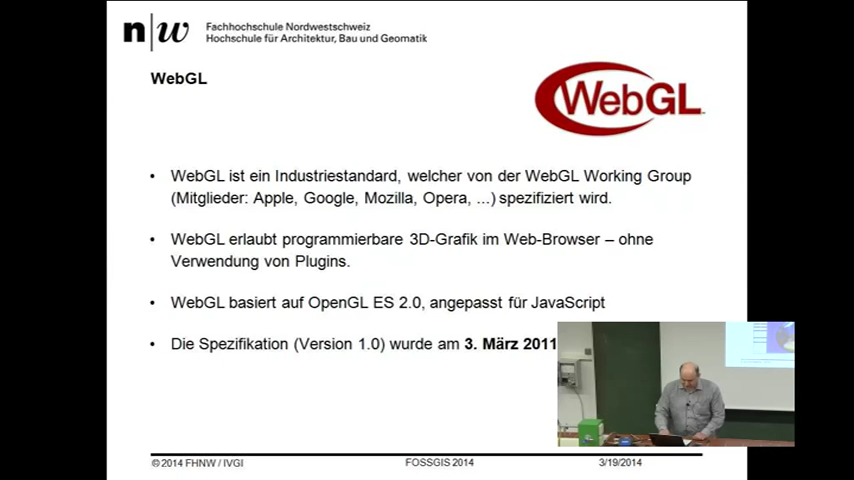 n w Fachhochschule Nordwestschweiz
Hochschule für Architektur, Bau und Geomatik
WebGL
WebGL
• WebGL ist ein Industriestandard, welcher von der WebGL Working Group
(Mitglieder: Apple, Google, Mozilla, Opera, ...) spezifiziert wird.
• WebGL erlaubt programmierbare 3D-Grafik im Web-Browser – ohne
Verwendung von Plugins.
• WebGL basiert auf OpenGL ES 2.0, angepasst für JavaScript
• Die Spezifikation (Version 1.0) wurde am 3. März 2011
© 2014 FHNW / IVGI FOSSGIS 2014 3/19/2014